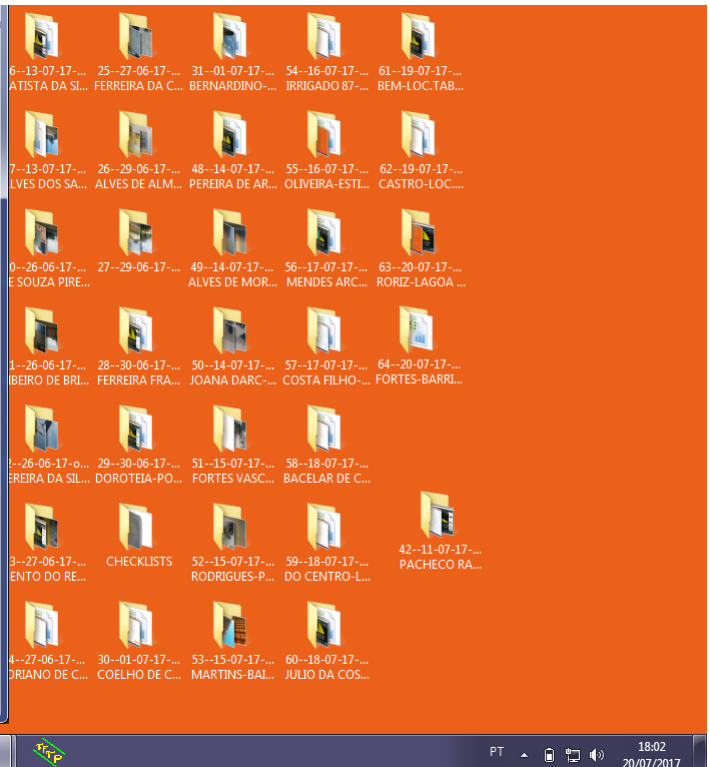 6--13-07-17-...
ATISTA DA SI...
25--27-06-17-...
FERREIRA DA C...
31--01-07-17-...
BERNARDINO-...
54--16-07-17-...
IRRIGADO 87-...
61--19-07-17-...
BEM-LOC.TAB...
7--13-07-17-...
LVES DOS SA...
26--29-06-17-...
ALVES DE ALM...
48--14-07-17-...
PEREIRA DE AR...
55--16-07-17-...
OLIVEIRA-ESTI...
62--19-07-17-...
CASTRO-LOC....
0--26-06-17-...
E SOUZA PIRE...
27--29-06-17-...
49--14-07-17-...
ALVES DE MOR...
56--17-07-17-...
MENDES ARC...
63--20-07-17-...
RORIZ-LAGOA ...
1--26-06-17-...
IBEIRO DE BRI...
28--30-06-17-...
FERREIRA FRA...
50--14-07-17-...
JOANA DARC-...
57--17-07-17-...
COSTA FILHO-...
64--20-07-17-...
FORTES-BARRI...
2--26-06-17-o...
EREIRA DA SIL...
29--30-06-17-...
DOROTEIA-PO...
51--15-07-17-...
FORTES VASC...
58--18-07-17-...
BACELAR DE C...
3--27-06-17-...
ENTO DO RE...
CHECKLISTS
52--15-07-17-...
RODRIGUES-P...
59--18-07-17-...
DO CENTRO-L...
42--11-07-17-...
PACHECO RA...
4--27-06-17-...
ORIANO DE C...
30--01-07-17-...
COELHO DE C...
53--15-07-17-...
MARTINS-BAI...
60--18-07-17-...
JULIO DA COS...
TFTP
PT
18:02
20/07/2017